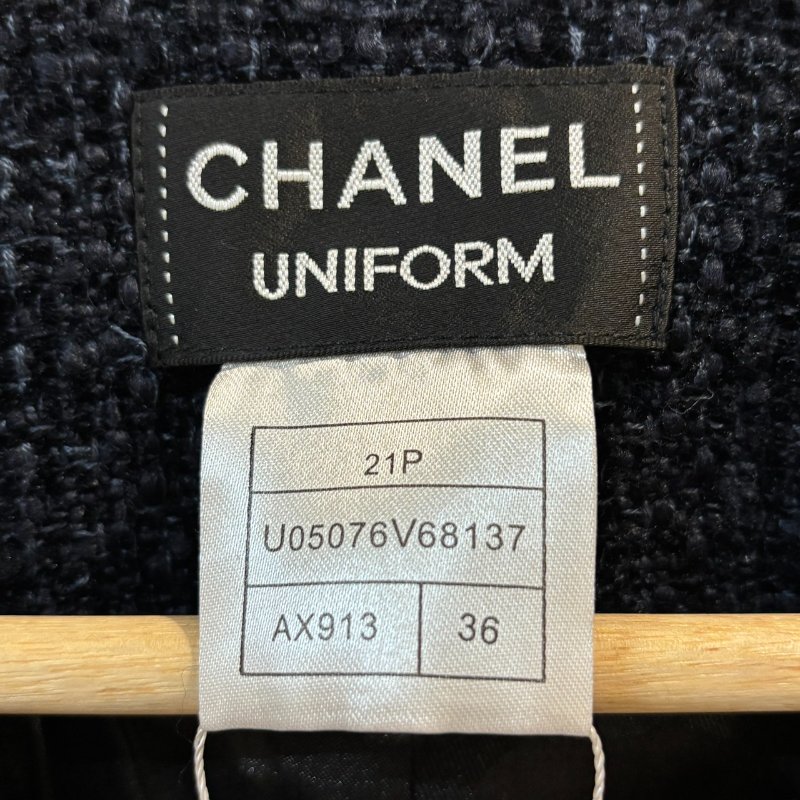 CHANEL
UNIFORM
21P
U05076V68137
AX913 36